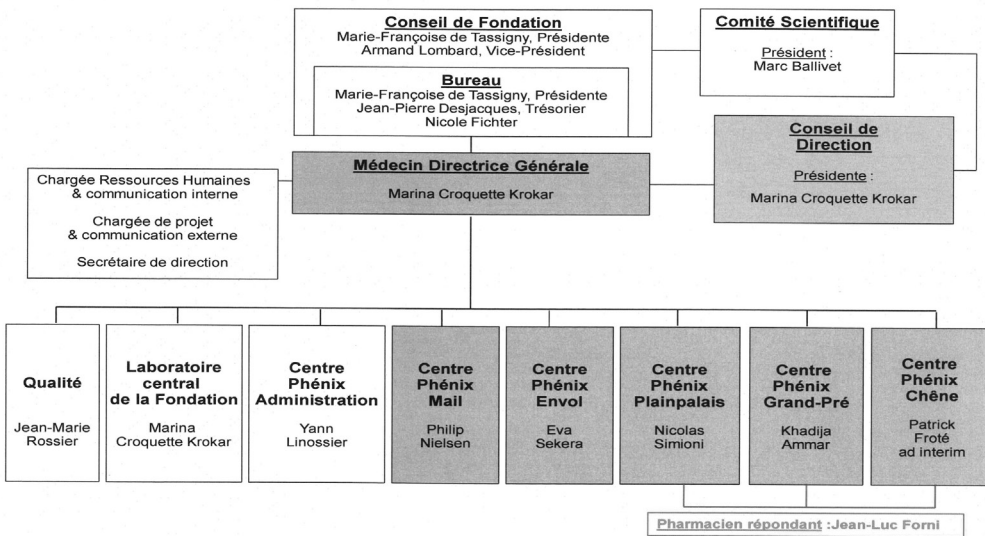 Conseil de Fondation
Marie-Françoise de Tassigny, Présidente
Armand Lombard, Vice-Président
Bureau
Marie-Françoise de Tassigny, Présidente
Jean-Pierre Desjacques, Trésorier
Nicole Fichter
Comité Scientifique
Président :
Marc Ballivet
Conseil de
Direction
Présidente :
Marina Croquette Krokar
Médecin Directrice Générale
Marina Croquette Krokar
Chargée Ressources Humaines
& communication interne
Chargée de projet
& communication externe
Secrétaire de direction
Qualité
Jean-Marie
Rossier
Laboratoire
central
de la Fondation
Marina
Croquette Krokar
Centre
Phénix
Administration
Yann
Linossier
Centre
Phénix
Mail
Philip
Nielsen
Centre
Phénix
Envol
Eva
Sekera
Centre
Phénix
Plainpalais
Nicolas
Simioni
Centre
Phénix
Grand-Pré
Khadija
Ammar
Centre
Phénix
Chêne
Patrick
Froté
ad interim
Pharmacien répondant :Jean-Luc Forni